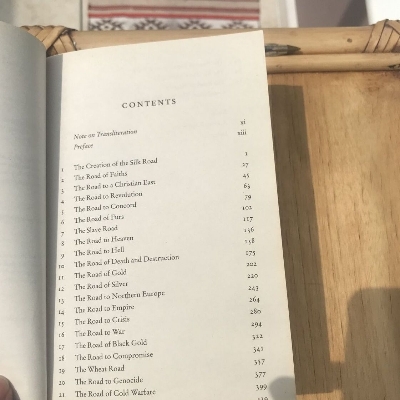 CONTENTS
Note on Transliteration xi
Preface xiii
1 The Creation of the Silk Road 1
2 The Road of Faiths 27
3 The Road to a Christian East 45
4 The Road to Revolution 63
5 The Road to Concord 79
6 The Road of Furs 102
7 The Slave Road 117
8 The Road to Heaven 136
9 The Road to Hell 158
10 The Road of Death and Destruction 175
11 The Road of Gold 202
12 The Road of Silver 220
13 The Road to Northern Europe 243
14 The Road to Empire 264
15 The Road to Crisis 280
16 The Road to War 294
17 The Road of Black Gold 322
18 The Road to Compromise 341
19 The Wheat Road 357
20 The Road to Genocide 377
21 The Road of Cold Warfare 399